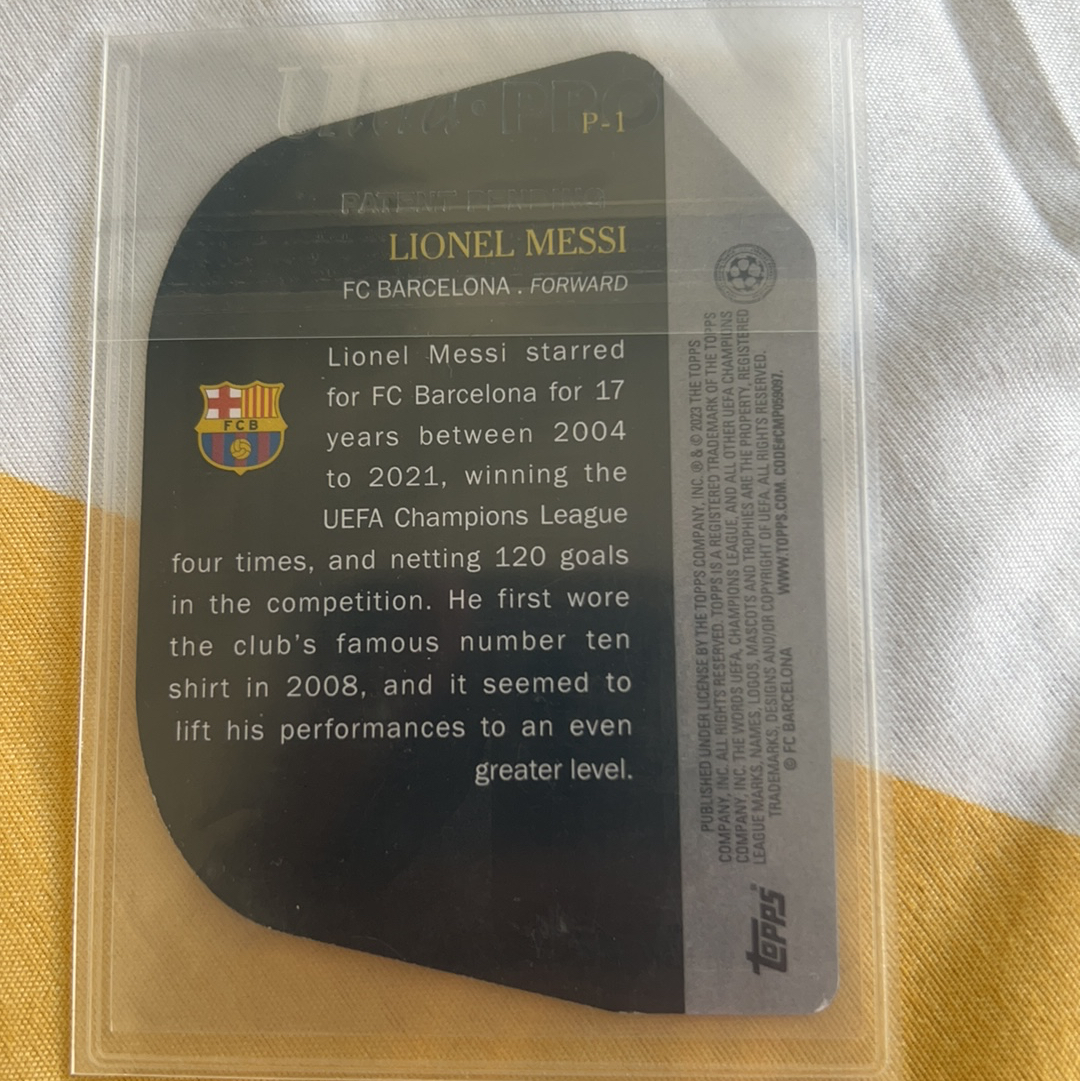 Ultra•PRO
P-1
PATENT PENDING
LIONEL MESSI
FC BARCELONA . FORWARD
FCB
Lionel Messi starred
for FC Barcelona for 17
years between 2004
to 2021, winning the
UEFA Champions League
four times, and netting 120 goals
in the competition. He first wore
the club's famous number ten
shirt in 2008, and it seemed to
lift his performances to an even
greater level.
PUBLISHED UNDER LICENSE BY THE TOPPS COMPANY, INC. ® & © 2023 THE TOPPS
COMPANY, INC. ALL RIGHTS RESERVED. TOPPS IS A REGISTERED TRADEMARK OF THE TOPPS
COMPANY, INC. THE WORDS UEFA, CHAMPIONS LEAGUE, AND ALL OTHER UEFA CHAMPIONS
LEAGUE MARKS, NAMES, LOGOS, MASCOTS AND TROPHIES ARE THE PROPERTY, REGISTERED
TRADEMARKS, DESIGNS AND/OR COPYRIGHT OF UEFA. ALL RIGHTS RESERVED.
© FC BARCELONA WWW.TOPPS.COM. CODE#CMP059097.
topps®